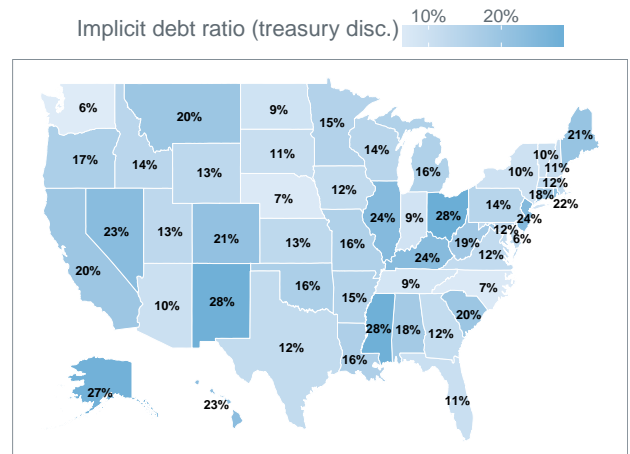 Implicit debt ratio (treasury disc.) 10% 20%
6% 20% 9% 15% 21%
17% 14% 13% 11% 14% 16% 10% 10% 11%
7% 12% 12%
23% 13% 21% 24% 9% 28% 14% 18% 22%
20% 13% 16% 24% 19% 12% 24%
12% 6%
10% 28% 16% 15% 9% 7%
12% 28% 18% 12% 20%
16%
27% 23% 11%